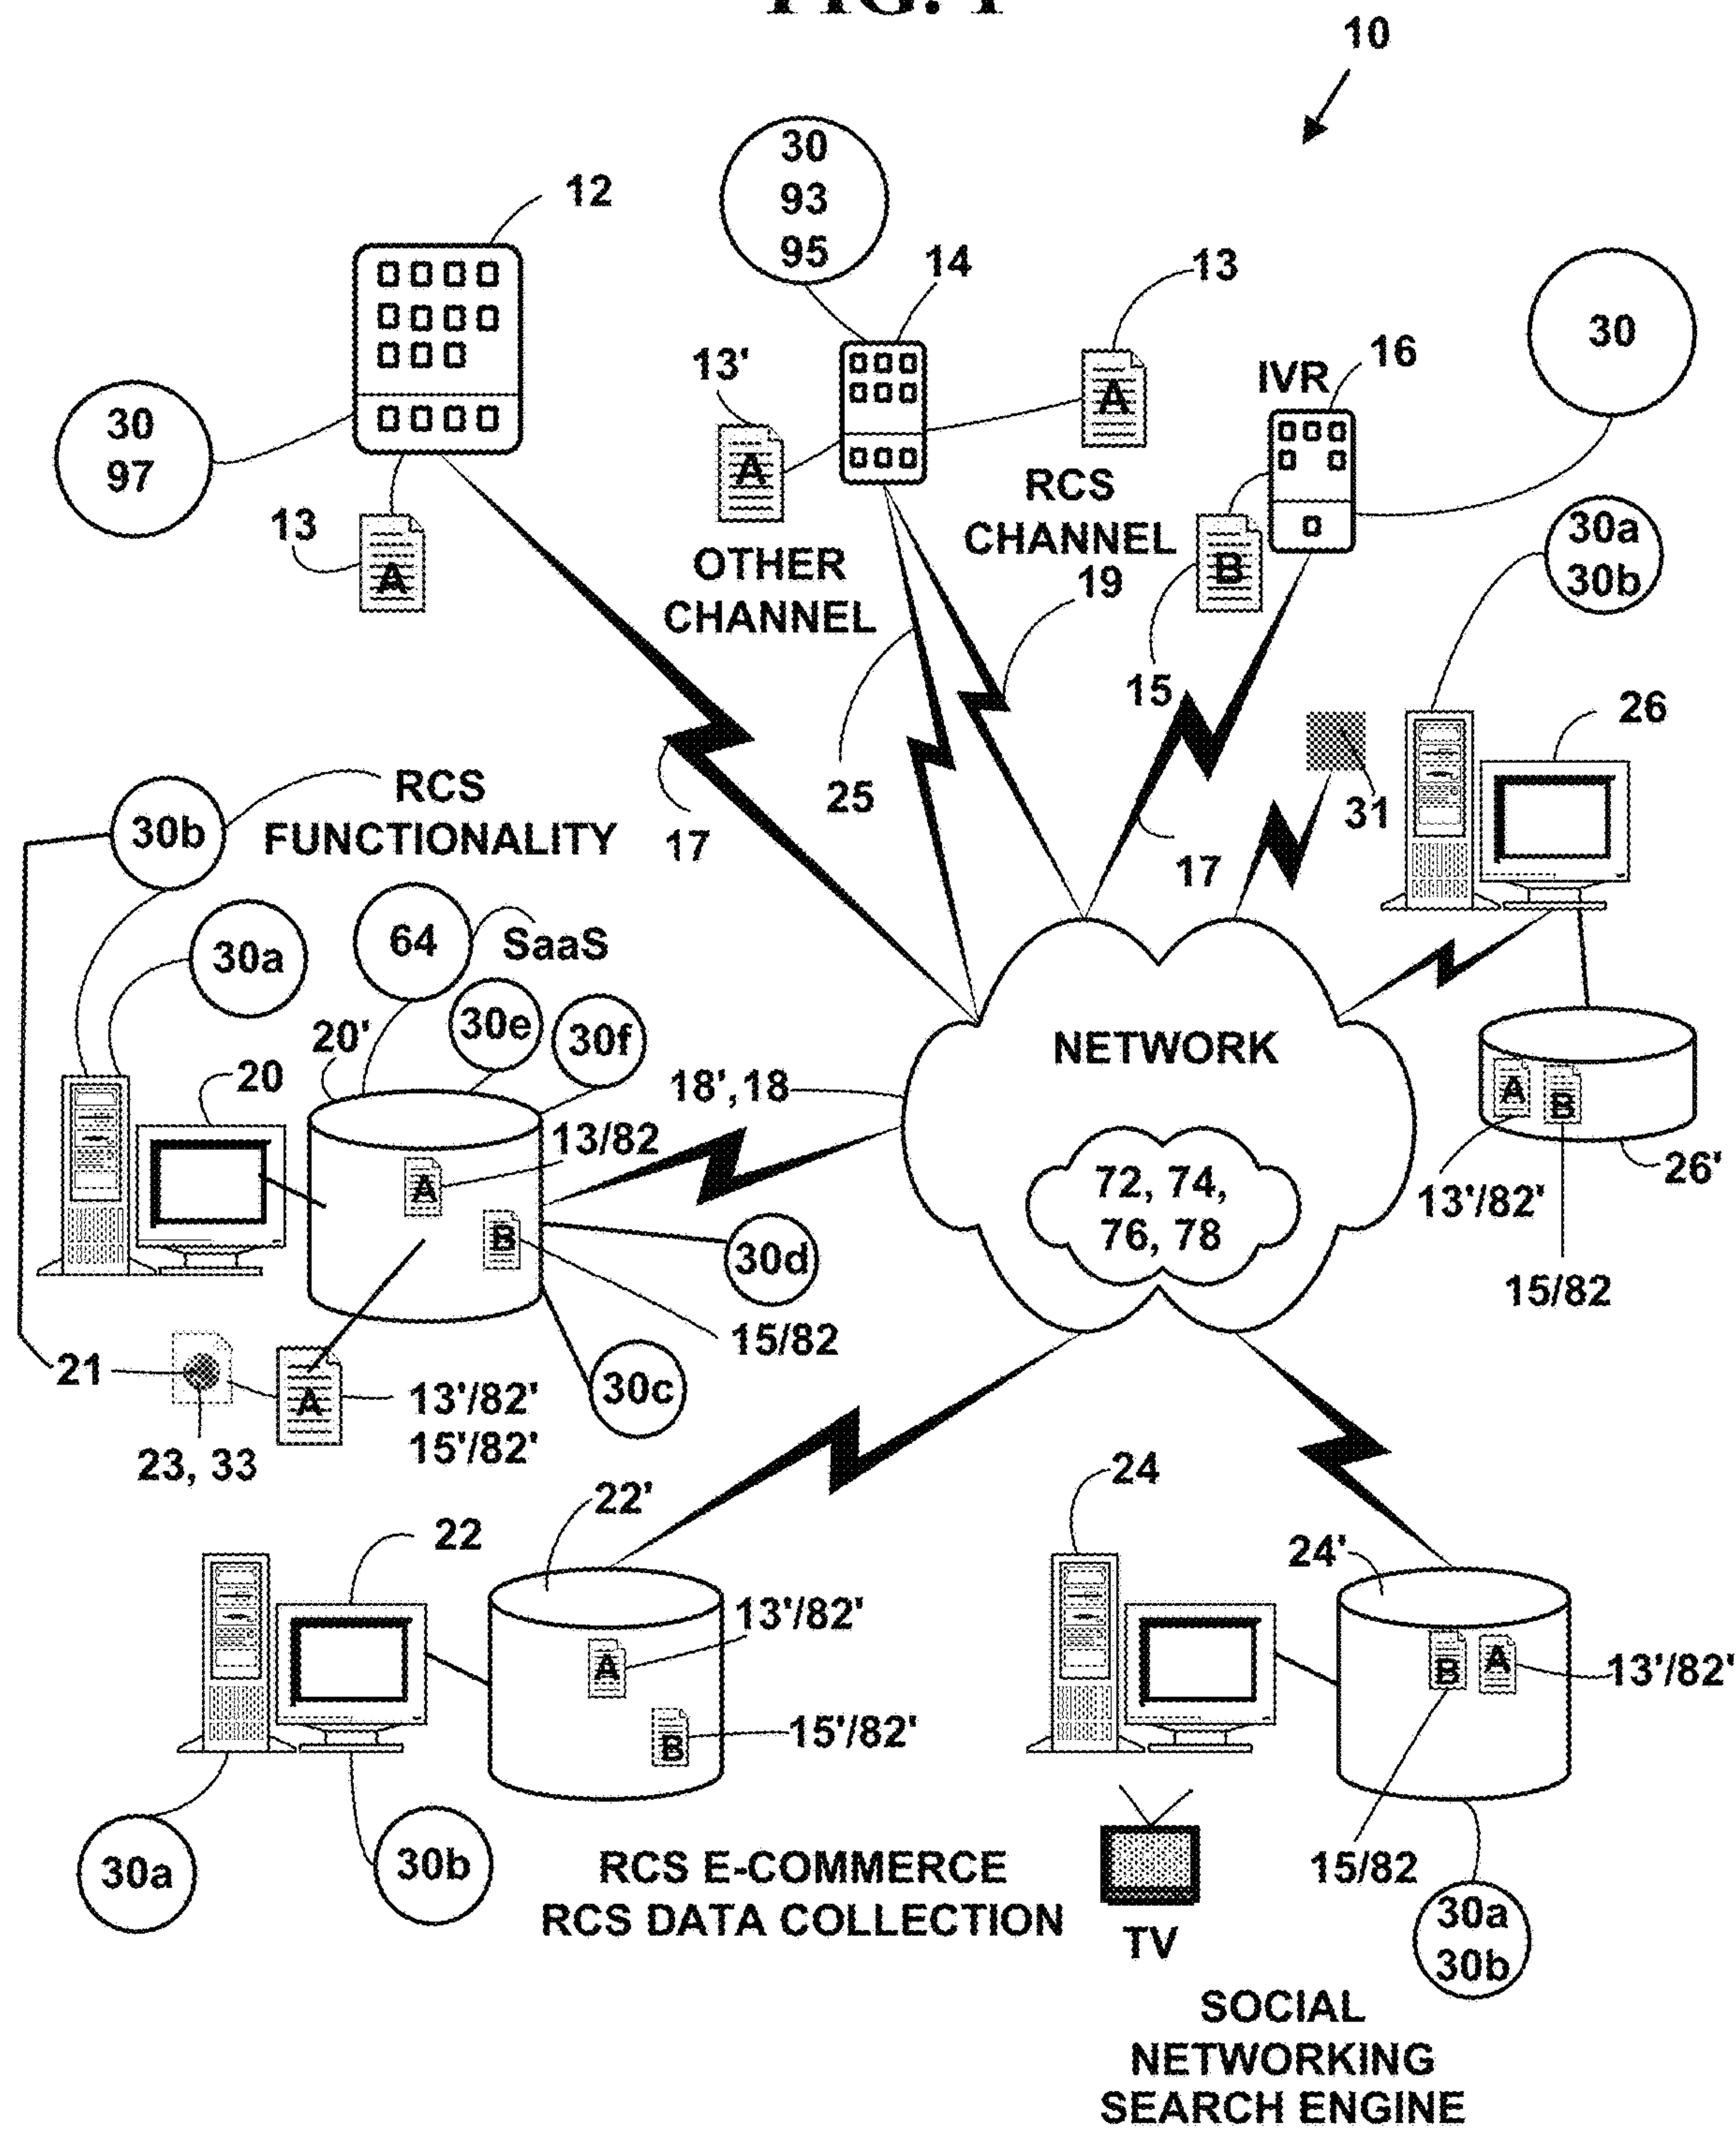 FIG. 1
10
30
93
95
12
14
13
30
13'
A
A
IVR
16
30
97
RCS
CHANNEL
19
30a
30b
13
A
OTHER
CHANNEL
B
15
26
25
31
RCS
FUNCTIONALITY
30b
17
17
64
SaaS
30a
30e
30f
20'
20
NETWORK
18',18
13/82
A
B
A
B
72, 74,
76, 78
26'
13'/82'
30d
15/82
15/82
21
A
13'/82'
15'/82'
30c
23, 33
24
22'
22
24'
13'/82'
A
B
A
13'/82'
15'/82'
B
30a
30b
RCS E-COMMERCE
RCS DATA COLLECTION
15/82
TV
30a
30b
SOCIAL
NETWORKING
SEARCH ENGINE